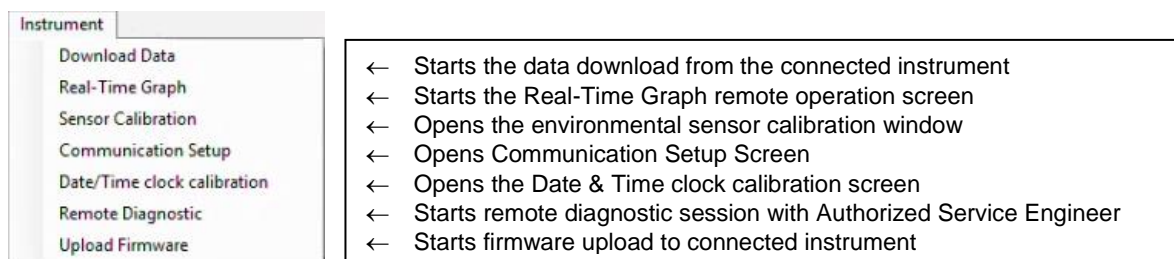 Instrument
Download Data
Real-Time Graph
Sensor Calibration
Communication Setup
Date/Time clock calibration
Remote Diagnostic
Upload Firmware
← Starts the data download from the connected instrument
← Starts the Real-Time Graph remote operation screen
← Opens the environmental sensor calibration window
← Opens Communication Setup Screen
← Opens the Date & Time clock calibration screen
← Starts remote diagnostic session with Authorized Service Engineer
← Starts firmware upload to connected instrument